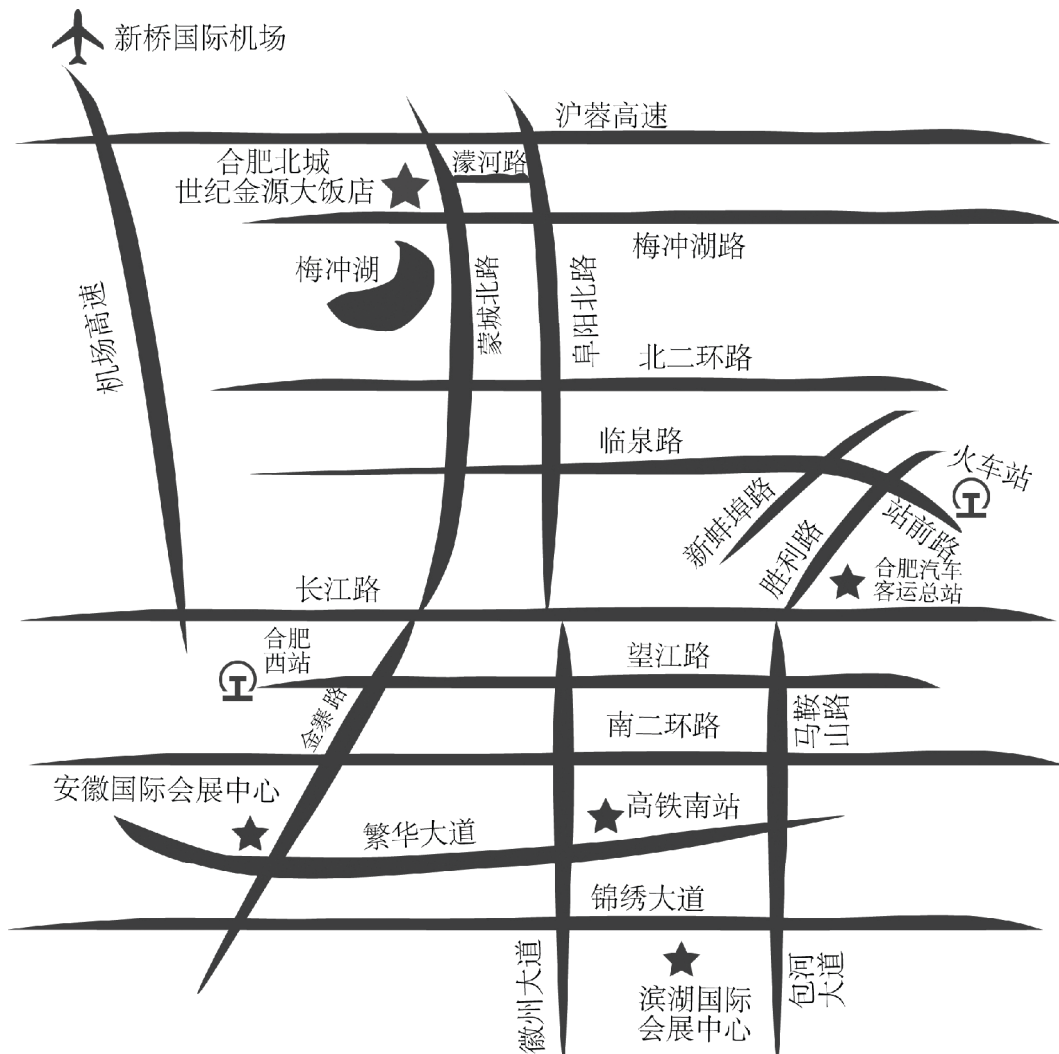 新桥国际机场
沪蓉高速
合肥北城
世纪金源大饭店
濛河路
梅冲湖路
梅冲湖
蒙城北路
阜阳北路
机场高速
北二环路
临泉路
火车站
新蚌埠路
胜利路
站前路
合肥汽车
客运总站
长江路
合肥
西站
望江路
金寨路
南二环路
马鞍
山路
安徽国际会展中心
高铁南站
繁华大道
锦绣大道
徽州大道
包河
大道
滨湖国际
会展中心